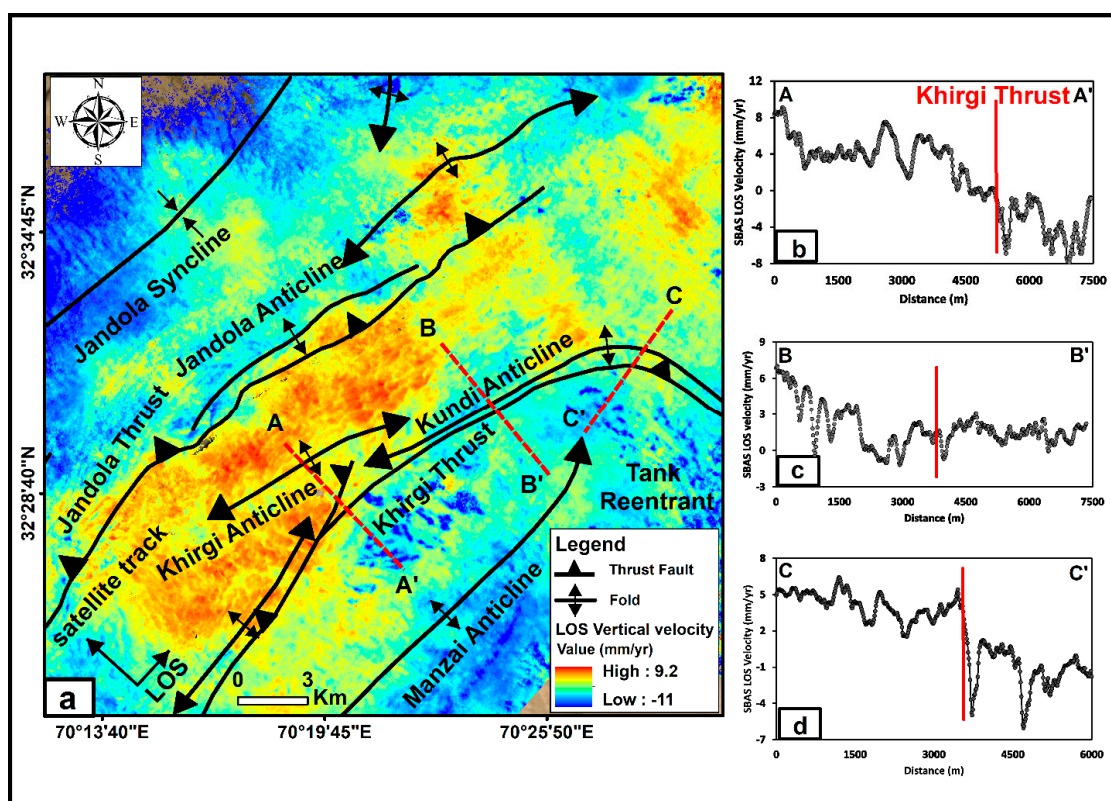 N
W
E
S
32°34'45"N
32°28'40"N
Jandola Syncline
Jandola Anticline
Jandola Thrust
B
C
Kundi Anticline
A
C'
Khirgi Thrust
B'
Tank
Reentrant
Khirgi Anticline
A'
satellite track
LOS
Manzai Anticline
0 3
Km
a
Legend
Thrust Fault
Fold
LOS Vertical velocity
Value (mm/yr)
High : 9.2
Low : -11
70°13'40"E
70°19'45"E
70°25'50"E
A
Khirgi Thrust
A'
SBAS LOS Velocity (mm/yr)
12
8
4
0
-4
-8
b
0 1500 3000 4500 6000 7500
Distance (m)
B
B'
SBAS LOS velocity (mm/yr)
9
6
3
0
-3
c
0 1500 3000 4500 6000 7500
Distance (m)
C
C'
SBAS LOS Velocity (mm/yr)
8
5
2
-1
-4
-7
d
0 1500 3000 4500 6000
Distance (m)